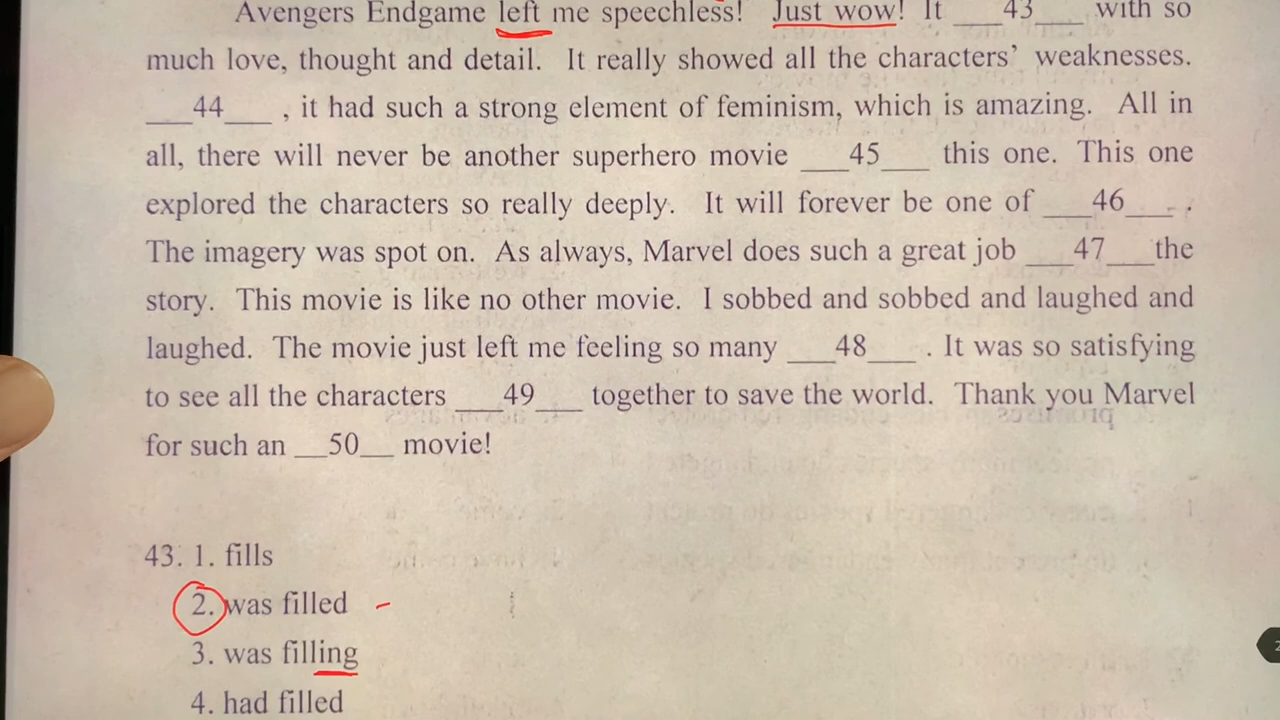 Avengers Endgame left me speechless! Just wow! It ___43___ with so
much love, thought and detail. It really showed all the characters' weaknesses.
___44___ , it had such a strong element of feminism, which is amazing. All in
all, there will never be another superhero movie ___45___ this one. This one
explored the characters so really deeply. It will forever be one of ___46___ .
The imagery was spot on. As always, Marvel does such a great job ___47___ the
story. This movie is like no other movie. I sobbed and sobbed and laughed and
laughed. The movie just left me feeling so many ___48___ . It was so satisfying
to see all the characters ___49___ together to save the world. Thank you Marvel
for such an __50__ movie!
43. 1. fills
2. was filled
3. was filling
4. had filled
2